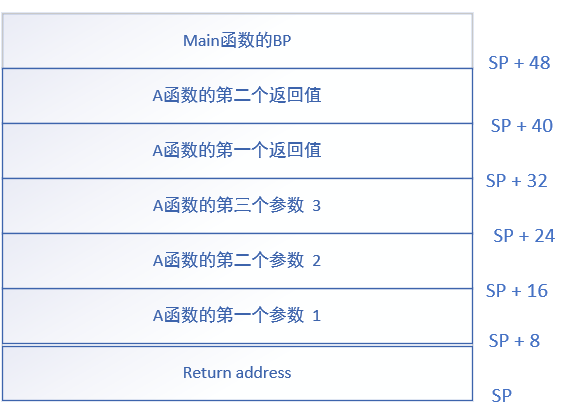 Main函数的BP
SP + 48
A函数的第二个返回值
SP + 40
A函数的第一个返回值
SP + 32
A函数的第三个参数 3
SP + 24
A函数的第二个参数 2
SP + 16
A函数的第一个参数 1
SP + 8
Return address
SP